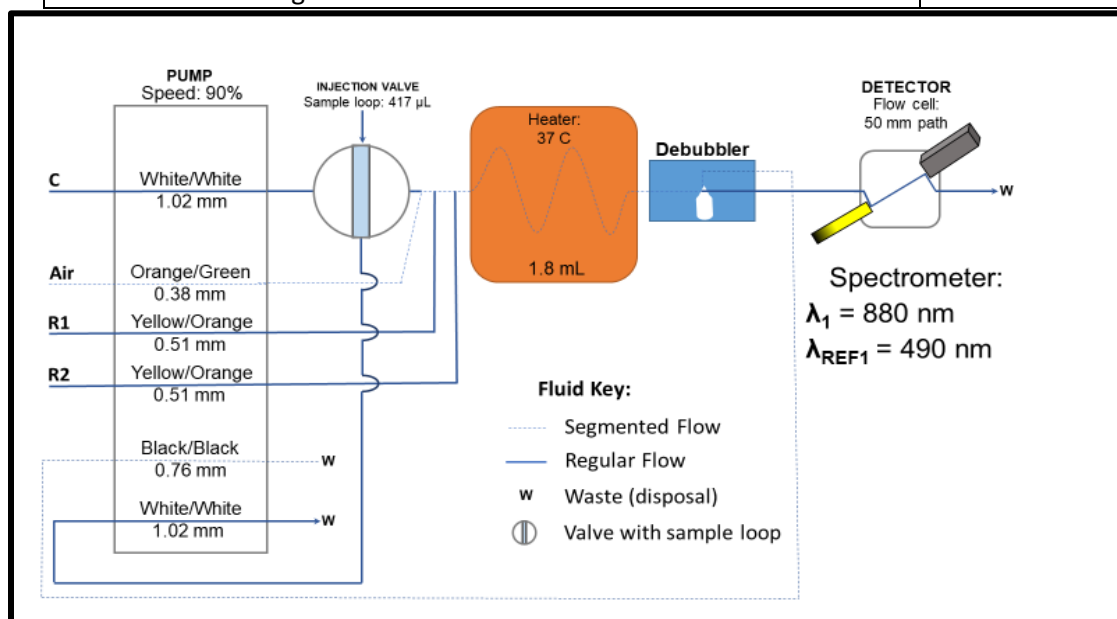 PUMP
Speed: 90%
INJECTION VALVE
Sample loop: 417 µL
DETECTOR
Flow cell:
50 mm path
Heater:
37 C
Debubbler
C
White/White
1.02 mm
W
1.8 mL
Air
Orange/Green
0.38 mm
Spectrometer:
λ1 = 880 nm
λREF1 = 490 nm
R1
Yellow/Orange
0.51 mm
R2
Yellow/Orange
0.51 mm
Fluid Key:
Segmented Flow
Regular Flow
W Waste (disposal)
Valve with sample loop
Black/Black
0.76 mm
W
White/White
1.02 mm
W